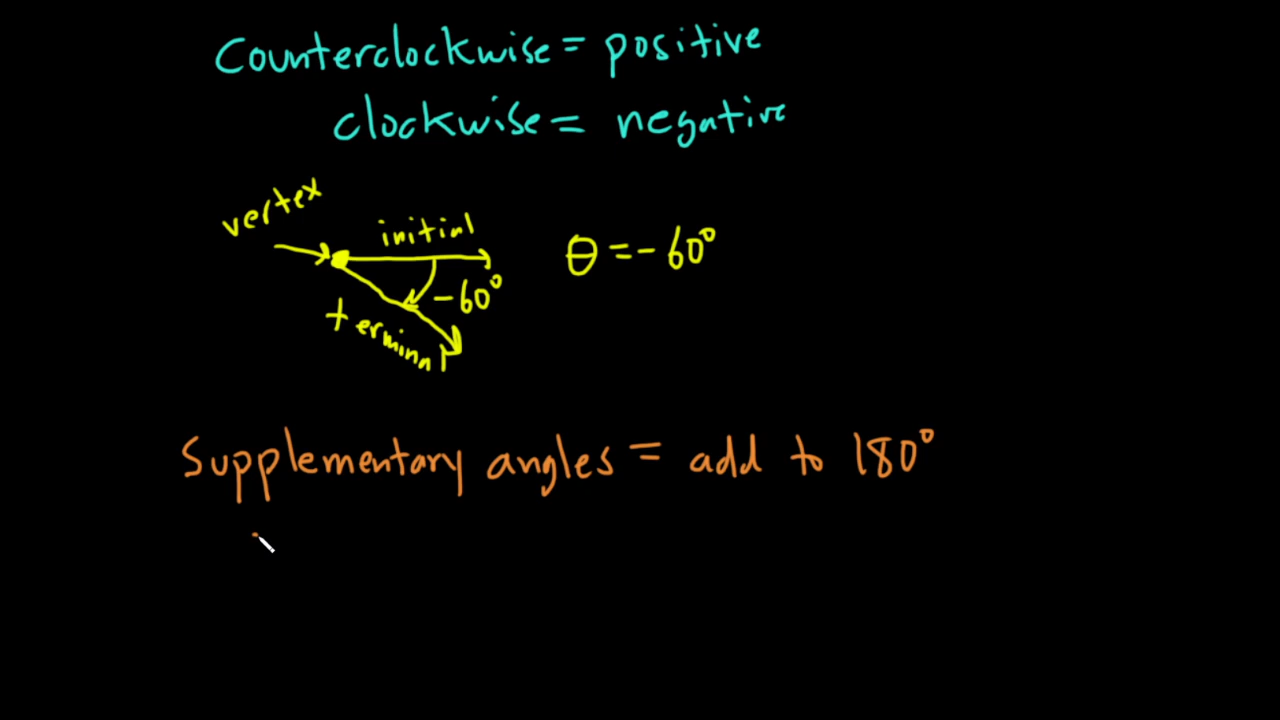 Counterclockwise = positive
clockwise = negative
vertex
initial
θ = -60°
-60°
terminal
Supplementary angles = add to 180°